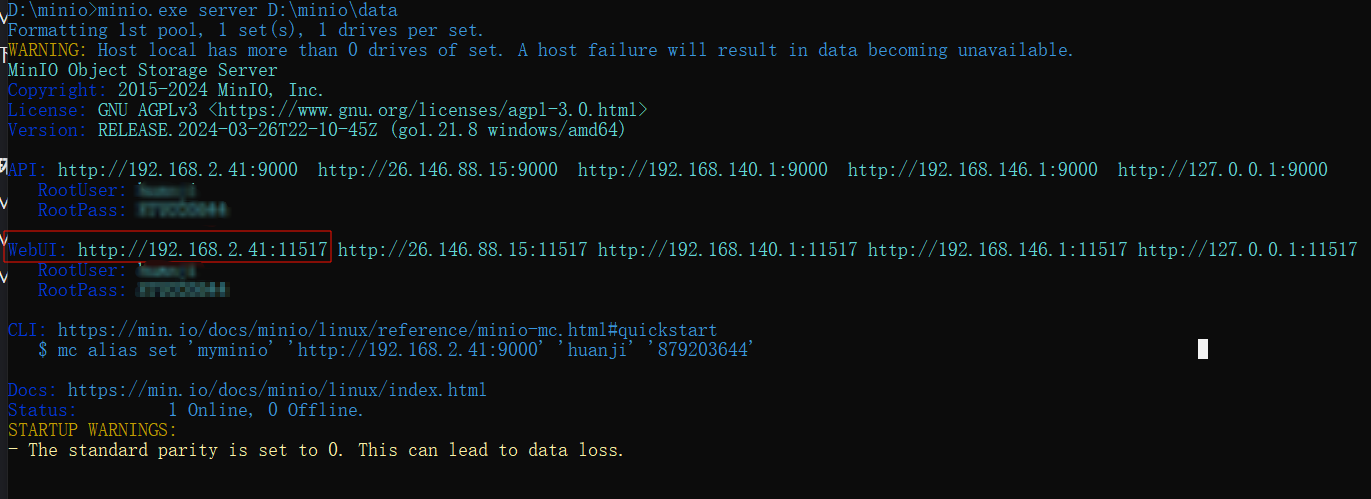 D:\minio>minio.exe server D:\minio\data
Formatting 1st pool, 1 set(s), 1 drives per set.
WARNING: Host local has more than 0 drives of set. A host failure will result in data becoming unavailable.
MinIO Object Storage Server
Copyright: 2015-2024 MinIO, Inc.
License: GNU AGPLv3 <https://www.gnu.org/licenses/agpl-3.0.html>
Version: RELEASE.2024-03-26T22-10-45Z (go1.21.8 windows/amd64)
API: http://192.168.2.41:9000  http://26.146.88.15:9000  http://192.168.140.1:9000  http://192.168.146.1:9000  http://127.0.0.1:9000
RootUser:
RootPass:
WebUI: http://192.168.2.41:11517 http://26.146.88.15:11517 http://192.168.140.1:11517 http://192.168.146.1:11517 http://127.0.0.1:11517
RootUser:
RootPass:
CLI: https://min.io/docs/minio/linux/reference/minio-mc.html#quickstart
$ mc alias set 'myminio' 'http://192.168.2.41:9000' 'huanji' '879203644'
Docs: https://min.io/docs/minio/linux/index.html
Status:         1 Online, 0 Offline.
STARTUP WARNINGS:
- The standard parity is set to 0. This can lead to data loss.